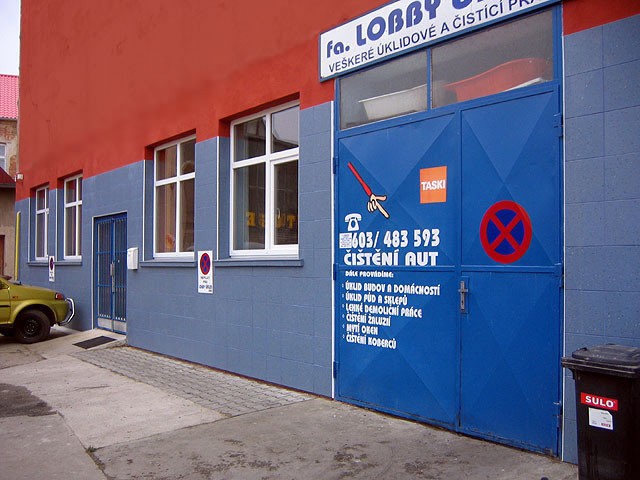 fa. LOBBY
VEŠKERÉ ÚKLIDOVÉ A ČISTÍCÍ
TASKI
603/ 483 593
ČIŠTĚNÍ AUT
DÁLE PROVÁDÍME:
ÚKLID BUDOV A DOMÁCNOSTÍ
ÚKLID PŮD A SKLEPŮ
LEHKÉ DEMOLIČNÍ PRÁCE
ČIŠTĚNÍ ŽALUZIÍ
MYTÍ OKEN
ČIŠTĚNÍ KOBERCŮ
SULO